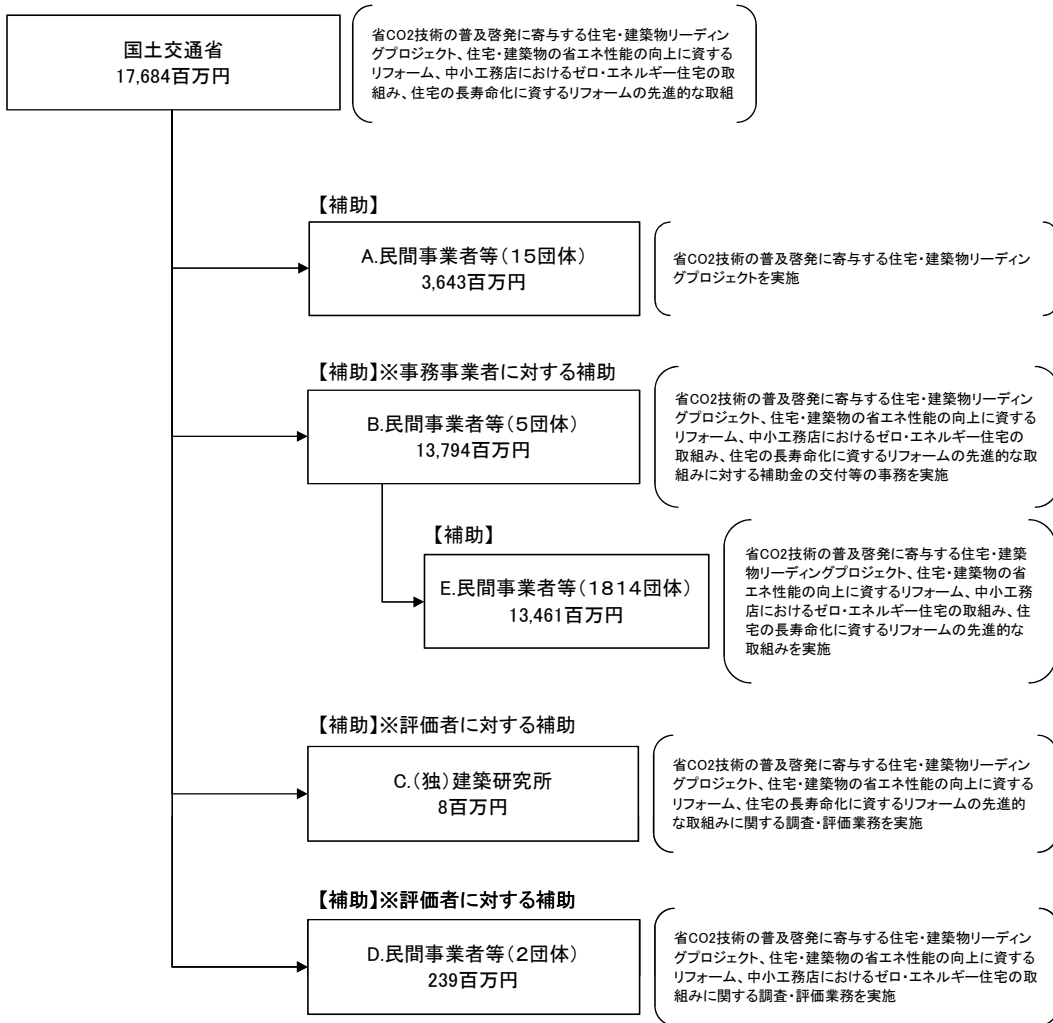 国土交通省
17,684百万円
省CO2技術の普及啓発に寄与する住宅・建築物リーディ
ングプロジェクト、住宅・建築物の省エネ性能の向上に資する
リフォーム、中小工務店におけるゼロ・エネルギー住宅の取
組み、住宅の長寿命化に資するリフォームの先進的な取組
【補助】
A.民間事業者等(15団体)
3,643百万円
省CO2技術の普及啓発に寄与する住宅・建築物リーディン
グプロジェクトを実施
【補助】※事務事業者に対する補助
B.民間事業者等(5団体)
13,794百万円
省CO2技術の普及啓発に寄与する住宅・建築物リーディン
グプロジェクト、住宅・建築物の省エネ性能の向上に資する
リフォーム、中小工務店におけるゼロ・エネルギー住宅の
取組み、住宅の長寿命化に資するリフォームの先進的な取
組みに対する補助金の交付等の事務を実施
【補助】
E.民間事業者等(1814団体)
13,461百万円
省CO2技術の普及啓発に寄与する住宅・建築
物リーディングプロジェクト、住宅・建築物の省
エネ性能の向上に資するリフォーム、中小工務
店におけるゼロ・エネルギー住宅の取組み、住
宅の長寿命化に資するリフォームの先進的な
取組みを実施
【補助】※評価者に対する補助
C.(独)建築研究所
8百万円
省CO2技術の普及啓発に寄与する住宅・建築物リーディン
グプロジェクト、住宅・建築物の省エネ性能の向上に資する
リフォーム、住宅の長寿命化に資するリフォームの先進的
な取組みに関する調査・評価業務を実施
【補助】※評価者に対する補助
D.民間事業者等(2団体)
239百万円
省CO2技術の普及啓発に寄与する住宅・建築物リーディン
グプロジェクト、住宅・建築物の省エネ性能の向上に資する
リフォーム、中小工務店におけるゼロ・エネルギー住宅の取
組みに関する調査・評価業務を実施